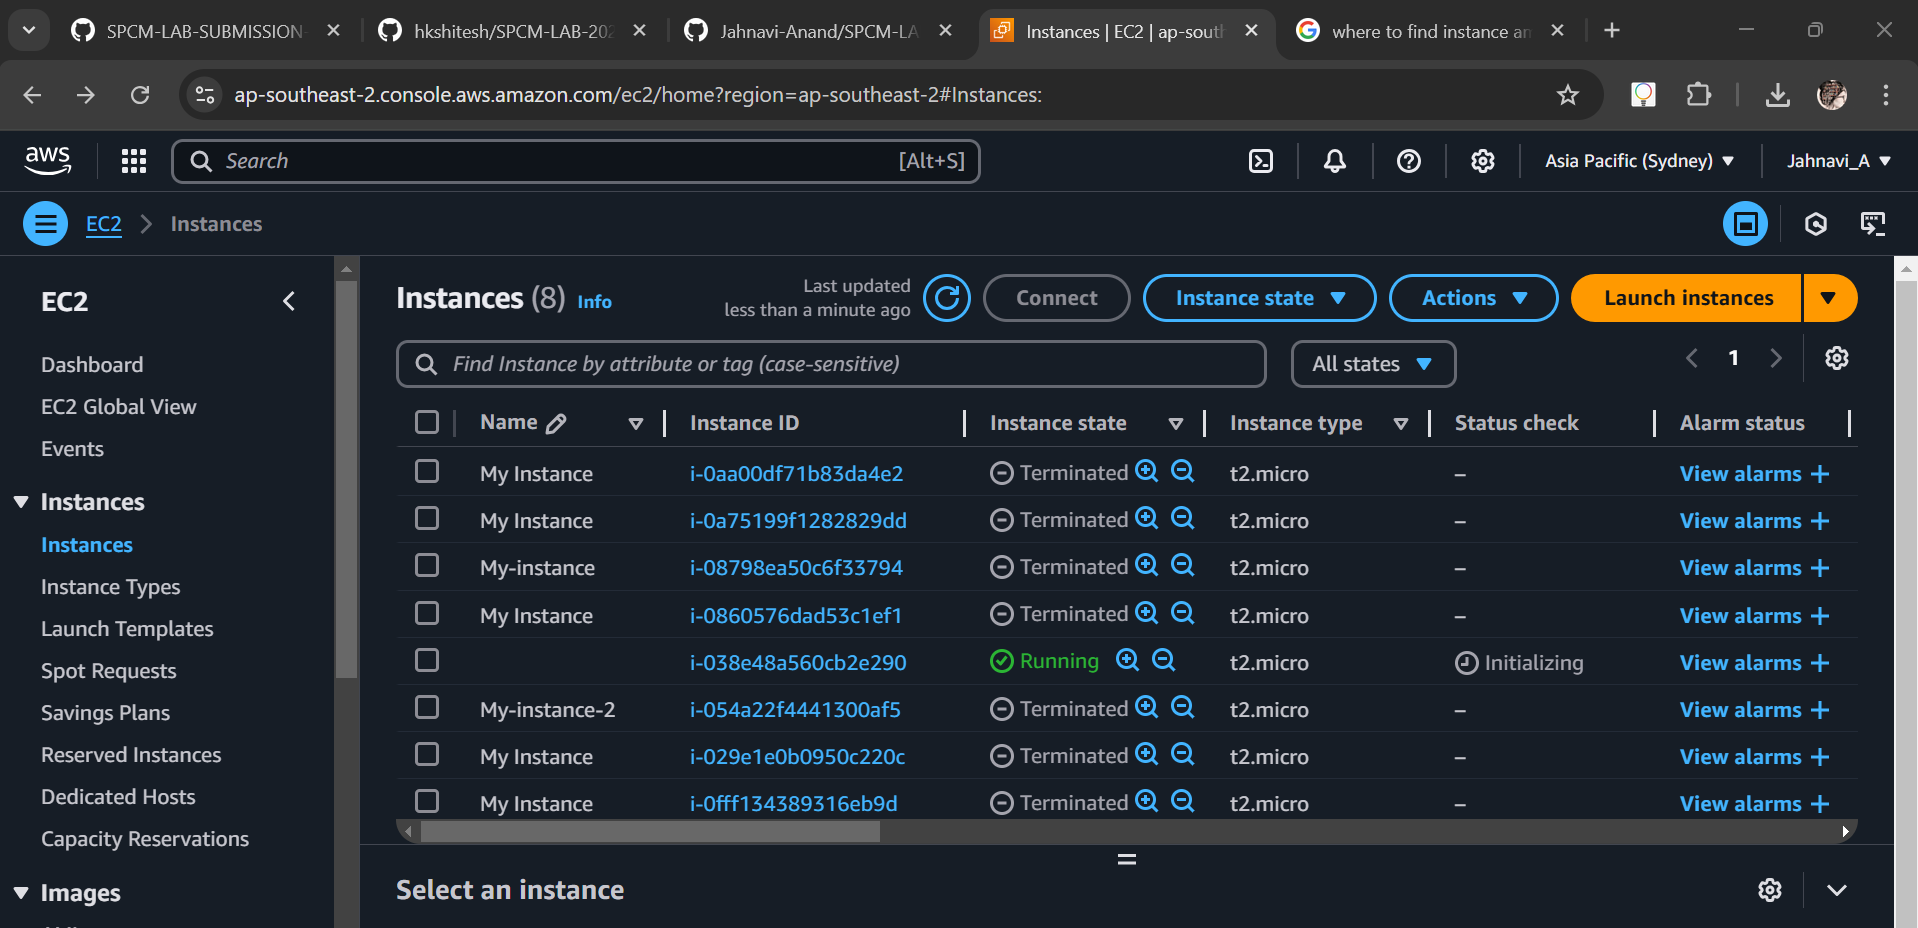 SPCM-LAB-SUBMISSION-
hkshitesh/SPCM-LAB-202
Jahnavi-Anand/SPCM-LA
Instances | EC2 | ap-south
where to find instance am
ap-southeast-2.console.aws.amazon.com/ec2/home?region=ap-southeast-2#Instances:
aws
Search
[Alt+S]
Asia Pacific (Sydney)
Jahnavi_A
EC2
Instances
EC2
Dashboard
EC2 Global View
Events
Instances
Instances
Instance Types
Launch Templates
Spot Requests
Savings Plans
Reserved Instances
Dedicated Hosts
Capacity Reservations
Images
Instances (8) Info
Last updated
less than a minute ago
Connect
Instance state
Actions
Launch instances
Find Instance by attribute or tag (case-sensitive)
All states
1
Name Instance ID Instance state Instance type Status check Alarm status
My Instance i-0aa00df71b83da4e2 Terminated t2.micro – View alarms +
My Instance i-0a75199f1282829dd Terminated t2.micro – View alarms +
My-instance i-08798ea50c6f33794 Terminated t2.micro – View alarms +
My Instance i-0860576dad53c1ef1 Terminated t2.micro – View alarms +
i-038e48a560cb2e290 Running t2.micro Initializing View alarms +
My-instance-2 i-054a22f4441300af5 Terminated t2.micro – View alarms +
My Instance i-029e1e0b0950c220c Terminated t2.micro – View alarms +
My Instance i-0fff134389316eb9d Terminated t2.micro – View alarms +
Select an instance